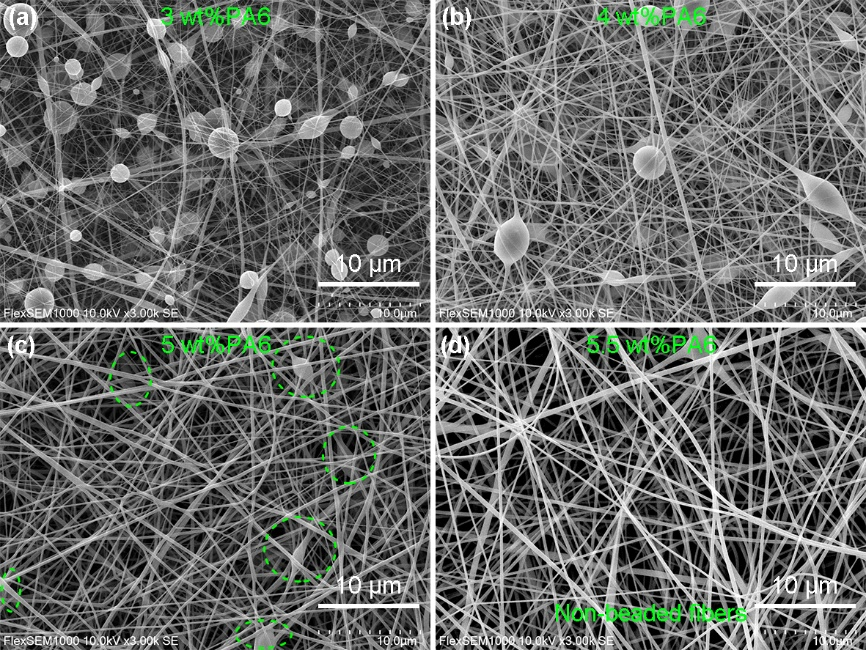 (a)
3 wt%PA6
10 µm
FlexSEM1000 10.0kV x3.00k SE
10.0µm
(b)
4 wt%PA6
10 µm
FlexSEM1000 10.0kV x3.00k SE
10.0µm
(c)
5 wt%PA6
10 µm
FlexSEM1000 10.0kV x3.00k SE
10.0µm
(d)
5.5 wt%PA6
10 µm
Non-beaded fibers
FlexSEM1000 10.0kV x3.00k SE
10.0µm